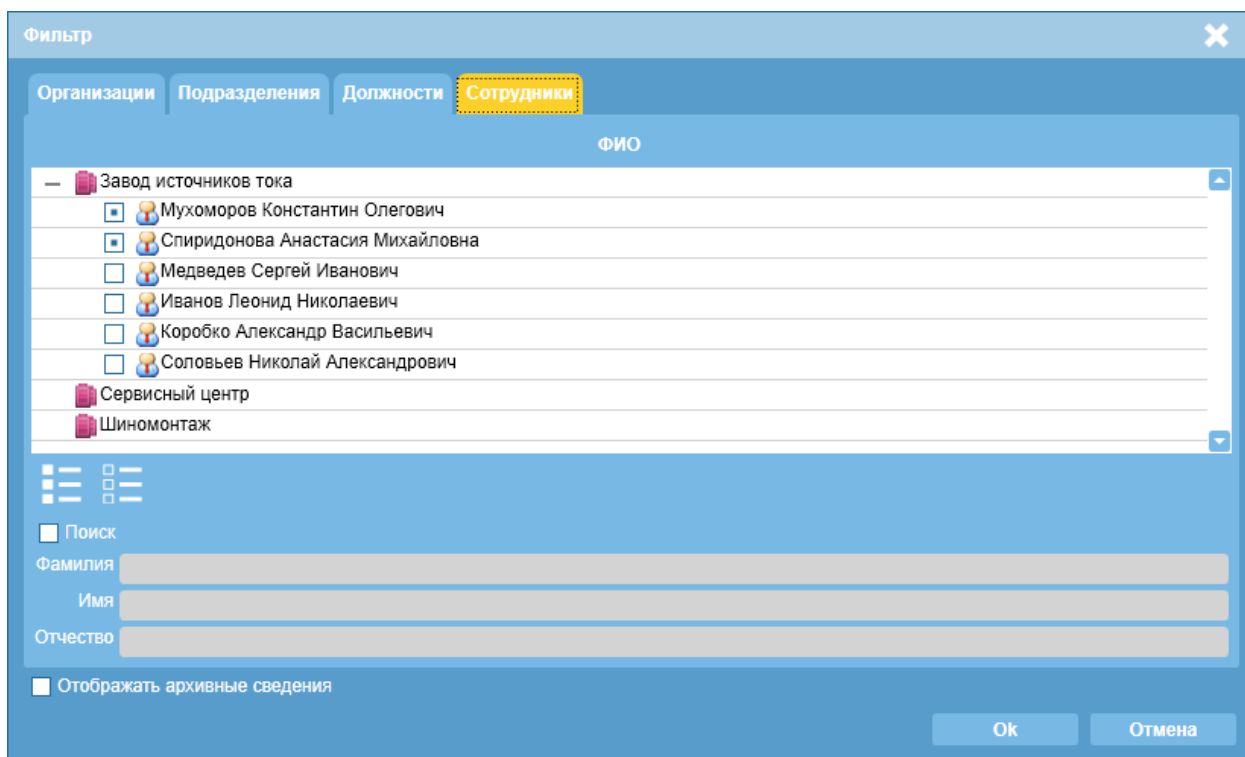 Фильтр
Организации Подразделения Должности Сотрудники
ФИО
Завод источников тока
Мухоморов Константин Олегович
Спиридонова Анастасия Михайловна
Медведев Сергей Иванович
Иванов Леонид Николаевич
Коробко Александр Васильевич
Соловьев Николай Александрович
Сервисный центр
Шиномонтаж
Поиск
Фамилия
Имя
Отчество
Отображать архивные сведения
Ok Отмена